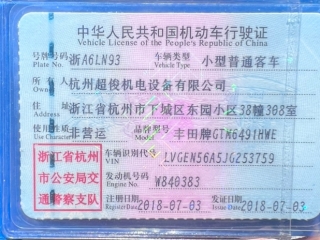 中华人民共和国机动车行驶证
Vehicle License of the People's Republic of China
号牌号码 浙A6LN93 车辆类型 小型普通客车
Plate No. Vehicle Type
所有人 杭州超俊机电设备有限公司
Owner
住址 浙江省杭州市下城区东园小区38幢308室
Address
使用性质 非营运 品牌型号 丰田牌GTM6491HWE
Use Character Model
浙江省杭州 车辆识别代号 LVGEN56A5JG253759
VIN
市公安局交 发动机号码 W840383
Engine No.
通警察支队 注册日期 2018-07-03 发证日期 2018-07-03
Register Date Issue Date